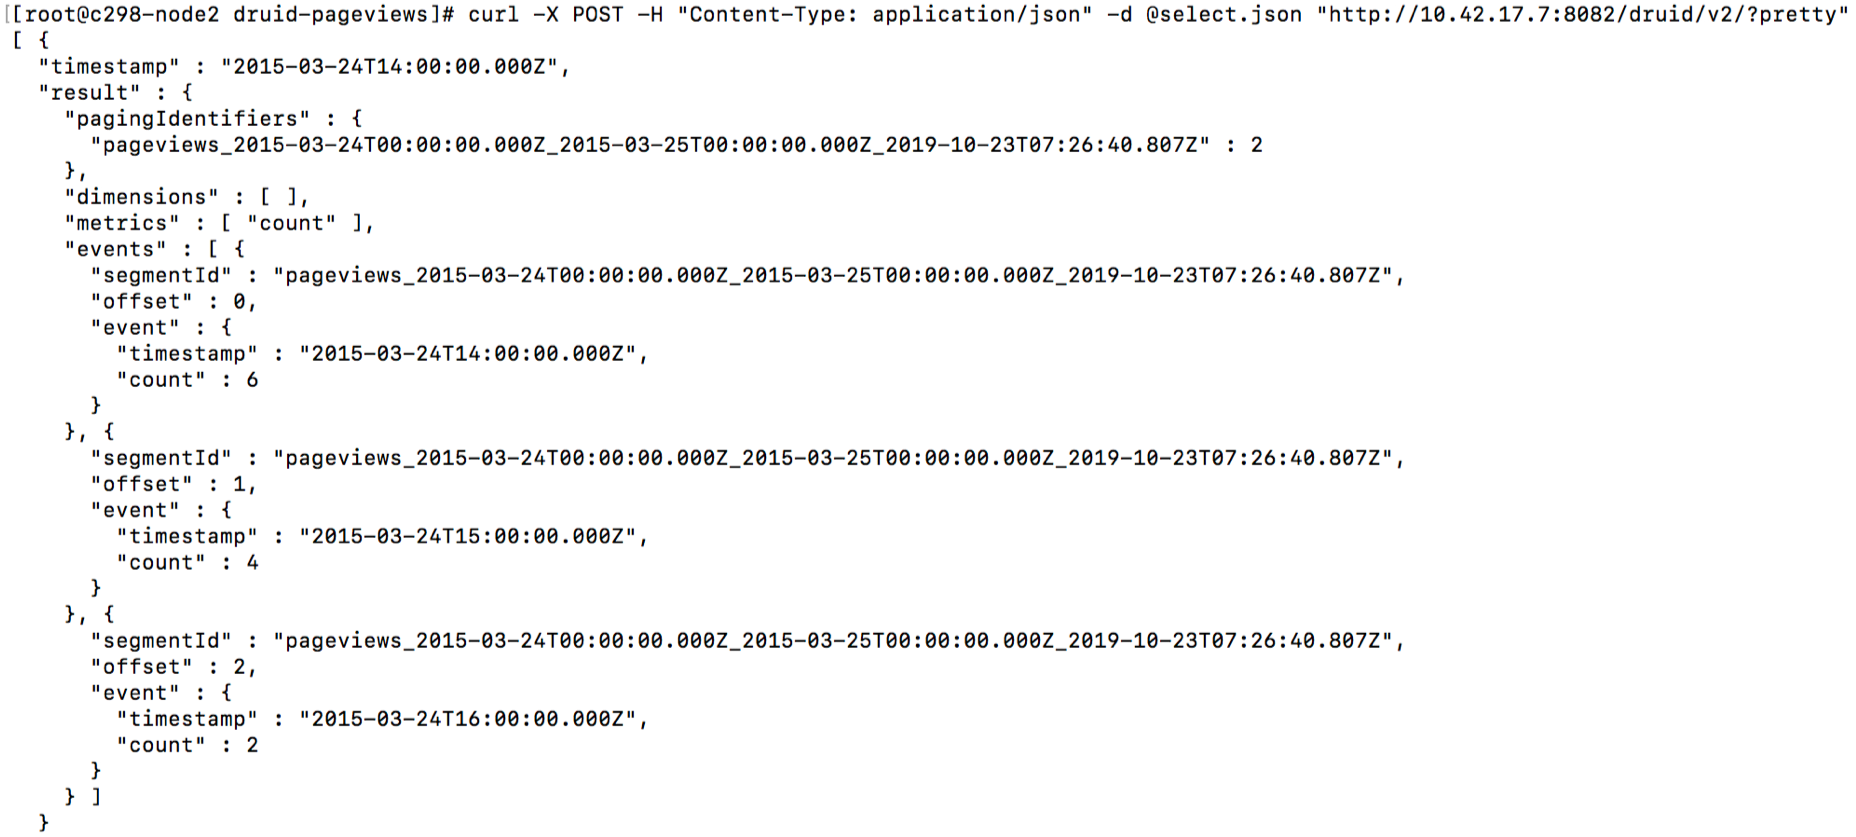 [[root@c298-node2 druid-pageviews]# curl -X POST -H "Content-Type: application/json" -d @select.json "http://10.42.17.7:8082/druid/v2/?pretty"
[ {
  "timestamp" : "2015-03-24T14:00:00.000Z",
  "result" : {
    "pagingIdentifiers" : {
      "pageviews_2015-03-24T00:00:00.000Z_2015-03-25T00:00:00.000Z_2019-10-23T07:26:40.807Z" : 2
    },
    "dimensions" : [ ],
    "metrics" : [ "count" ],
    "events" : [ {
      "segmentId" : "pageviews_2015-03-24T00:00:00.000Z_2015-03-25T00:00:00.000Z_2019-10-23T07:26:40.807Z",
      "offset" : 0,
      "event" : {
        "timestamp" : "2015-03-24T14:00:00.000Z",
        "count" : 6
      }
    }, {
      "segmentId" : "pageviews_2015-03-24T00:00:00.000Z_2015-03-25T00:00:00.000Z_2019-10-23T07:26:40.807Z",
      "offset" : 1,
      "event" : {
        "timestamp" : "2015-03-24T15:00:00.000Z",
        "count" : 4
      }
    }, {
      "segmentId" : "pageviews_2015-03-24T00:00:00.000Z_2015-03-25T00:00:00.000Z_2019-10-23T07:26:40.807Z",
      "offset" : 2,
      "event" : {
        "timestamp" : "2015-03-24T16:00:00.000Z",
        "count" : 2
      }
    } ]
  }